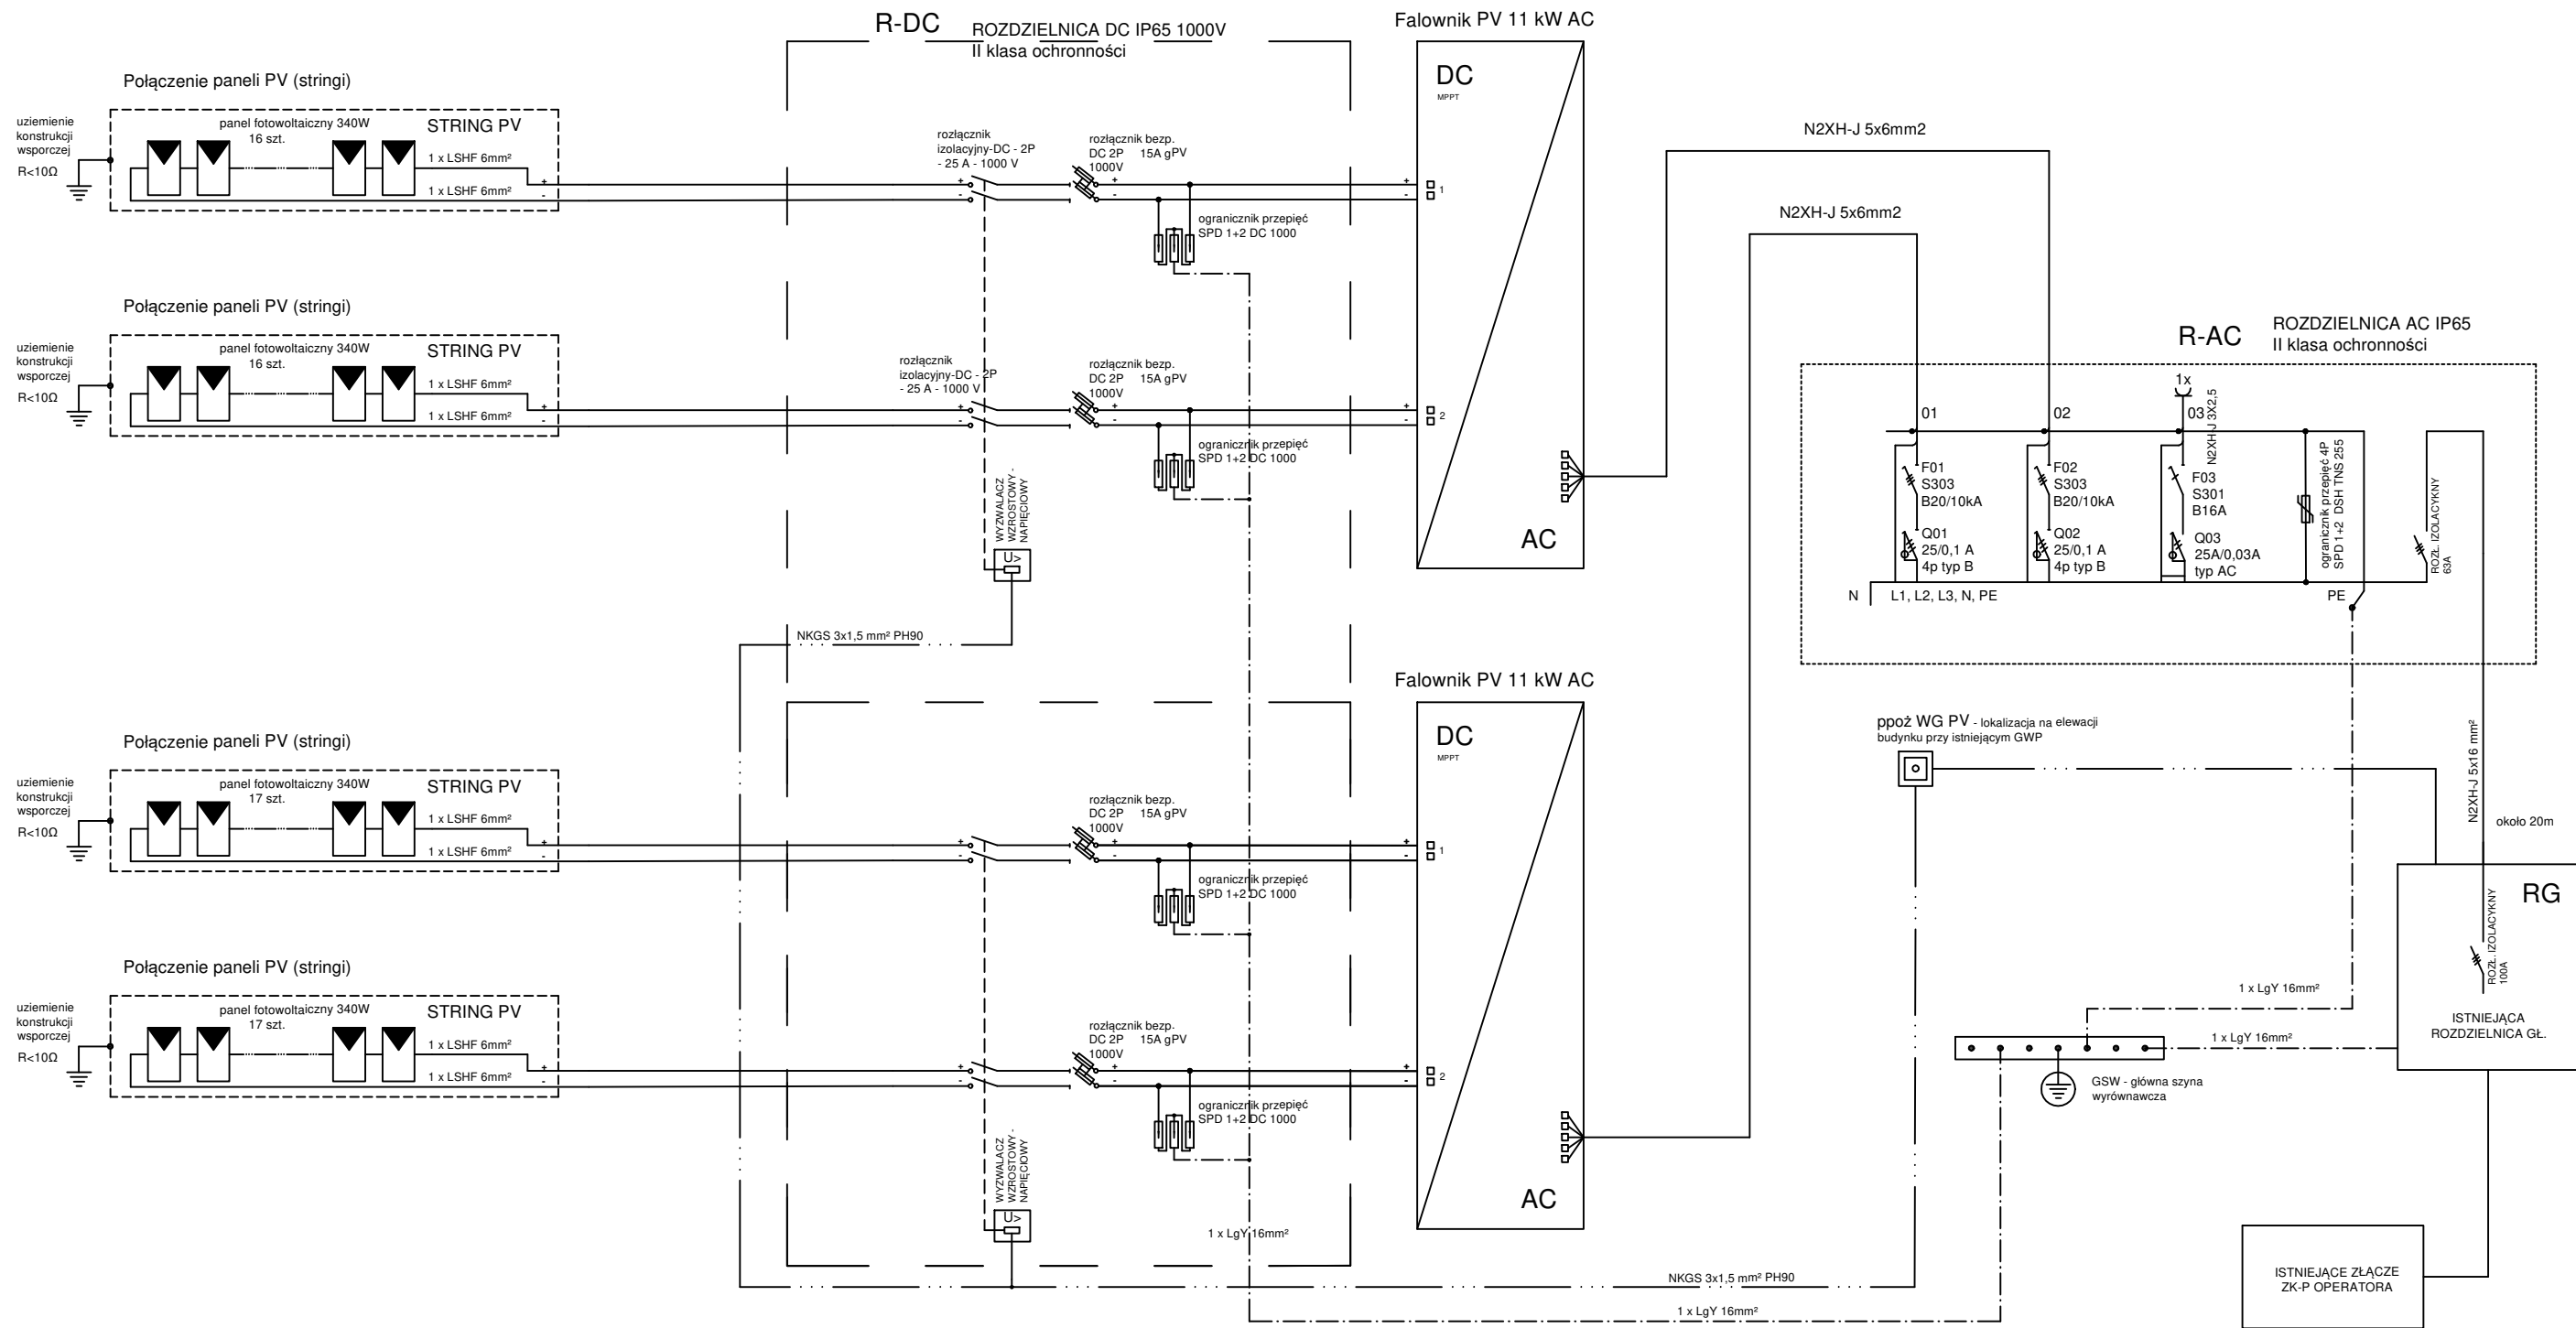 R-DC
ROZDZIELNICA DC IP65 1000V
II klasa ochronności
Falownik PV 11 kW AC
Połączenie paneli PV (stringi)
uziemienie
konstrukcji
wsporczej
R<10Ω
panel fotowoltaiczny 340W
16 szt.
STRING PV
1 x LSHF 6mm²
1 x LSHF 6mm²
+
-
rozłącznik
izolacyjny-DC - 2P
- 25 A - 1000 V
+
-
rozłącznik bezp.
DC 2P 15A gPV
1000V
+
-
ogranicznik przepięć
SPD 1+2 DC 1000
+
-
1
DC
MPPT
N2XH-J 5x6mm2
N2XH-J 5x6mm2
Połączenie paneli PV (stringi)
uziemienie
konstrukcji
wsporczej
R<10Ω
panel fotowoltaiczny 340W
16 szt.
STRING PV
1 x LSHF 6mm²
1 x LSHF 6mm²
+
-
rozłącznik
izolacyjny-DC - 2P
- 25 A - 1000 V
+
-
rozłącznik bezp.
DC 2P 15A gPV
1000V
+
-
ogranicznik przepięć
SPD 1+2 DC 1000
+
-
2
AC
WYZWALACZ
WZROSTOWY -
NAPIĘCIOWY
U>
NKGS 3x1,5 mm² PH90
R-AC
ROZDZIELNICA AC IP65
II klasa ochronności
1x
01
02
03
N2XH-J 3X2,5
F01
S303
B20/10kA
Q01
25/0,1 A
4p typ B
F02
S303
B20/10kA
Q02
25/0,1 A
4p typ B
F03
S301
B16A
Q03
25A/0,03A
typ AC
ogranicznik przepięć 4P
SPD 1+2 DSH TNS 255
ROZŁ. IZOLACYKNY
63A
N
L1, L2, L3, N, PE
PE
Falownik PV 11 kW AC
Połączenie paneli PV (stringi)
uziemienie
konstrukcji
wsporczej
R<10Ω
panel fotowoltaiczny 340W
17 szt.
STRING PV
1 x LSHF 6mm²
1 x LSHF 6mm²
+
-
+
-
rozłącznik bezp.
DC 2P 15A gPV
1000V
+
-
ogranicznik przepięć
SPD 1+2 DC 1000
+
-
1
DC
MPPT
ppoż WG PV - lokalizacja na elewacji
budynku przy istniejącym GWP
N2XH-J 5x16 mm²
około 20m
RG
ROZŁ. IZOLACYKNY
100A
ISTNIEJĄCA
ROZDZIELNICA GŁ.
Połączenie paneli PV (stringi)
uziemienie
konstrukcji
wsporczej
R<10Ω
panel fotowoltaiczny 340W
17 szt.
STRING PV
1 x LSHF 6mm²
1 x LSHF 6mm²
+
-
+
-
rozłącznik bezp.
DC 2P 15A gPV
1000V
+
-
ogranicznik przepięć
SPD 1+2 DC 1000
+
-
2
AC
WYZWALACZ
WZROSTOWY -
NAPIĘCIOWY
U>
1 x LgY 16mm²
1 x LgY 16mm²
1 x LgY 16mm²
GSW - główna szyna
wyrównawcza
NKGS 3x1,5 mm² PH90
1 x LgY 16mm²
ISTNIEJĄCE ZŁĄCZE
ZK-P OPERATORA